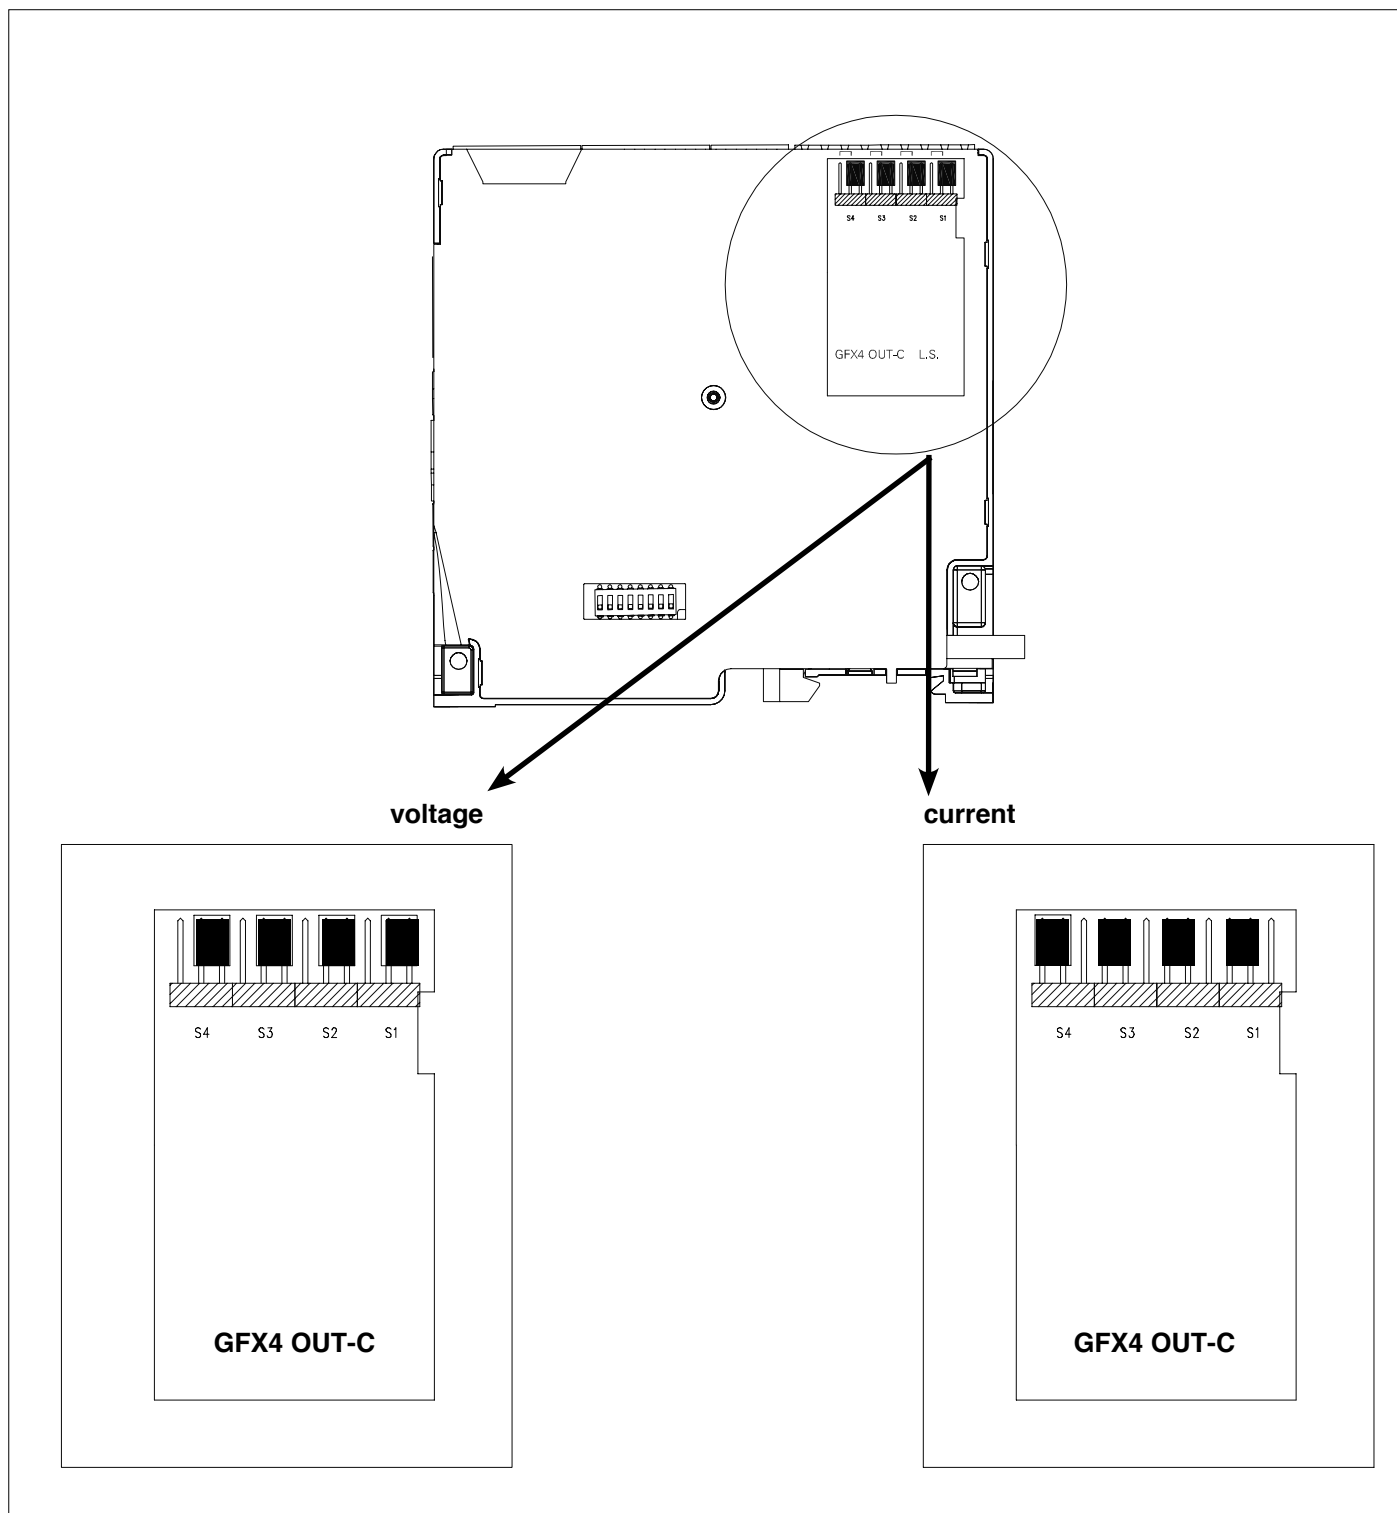 S4 S3 S2 S1
GFX4 OUT-C L.S.
voltage
current
S4 S3 S2 S1
GFX4 OUT-C
S4 S3 S2 S1
GFX4 OUT-C